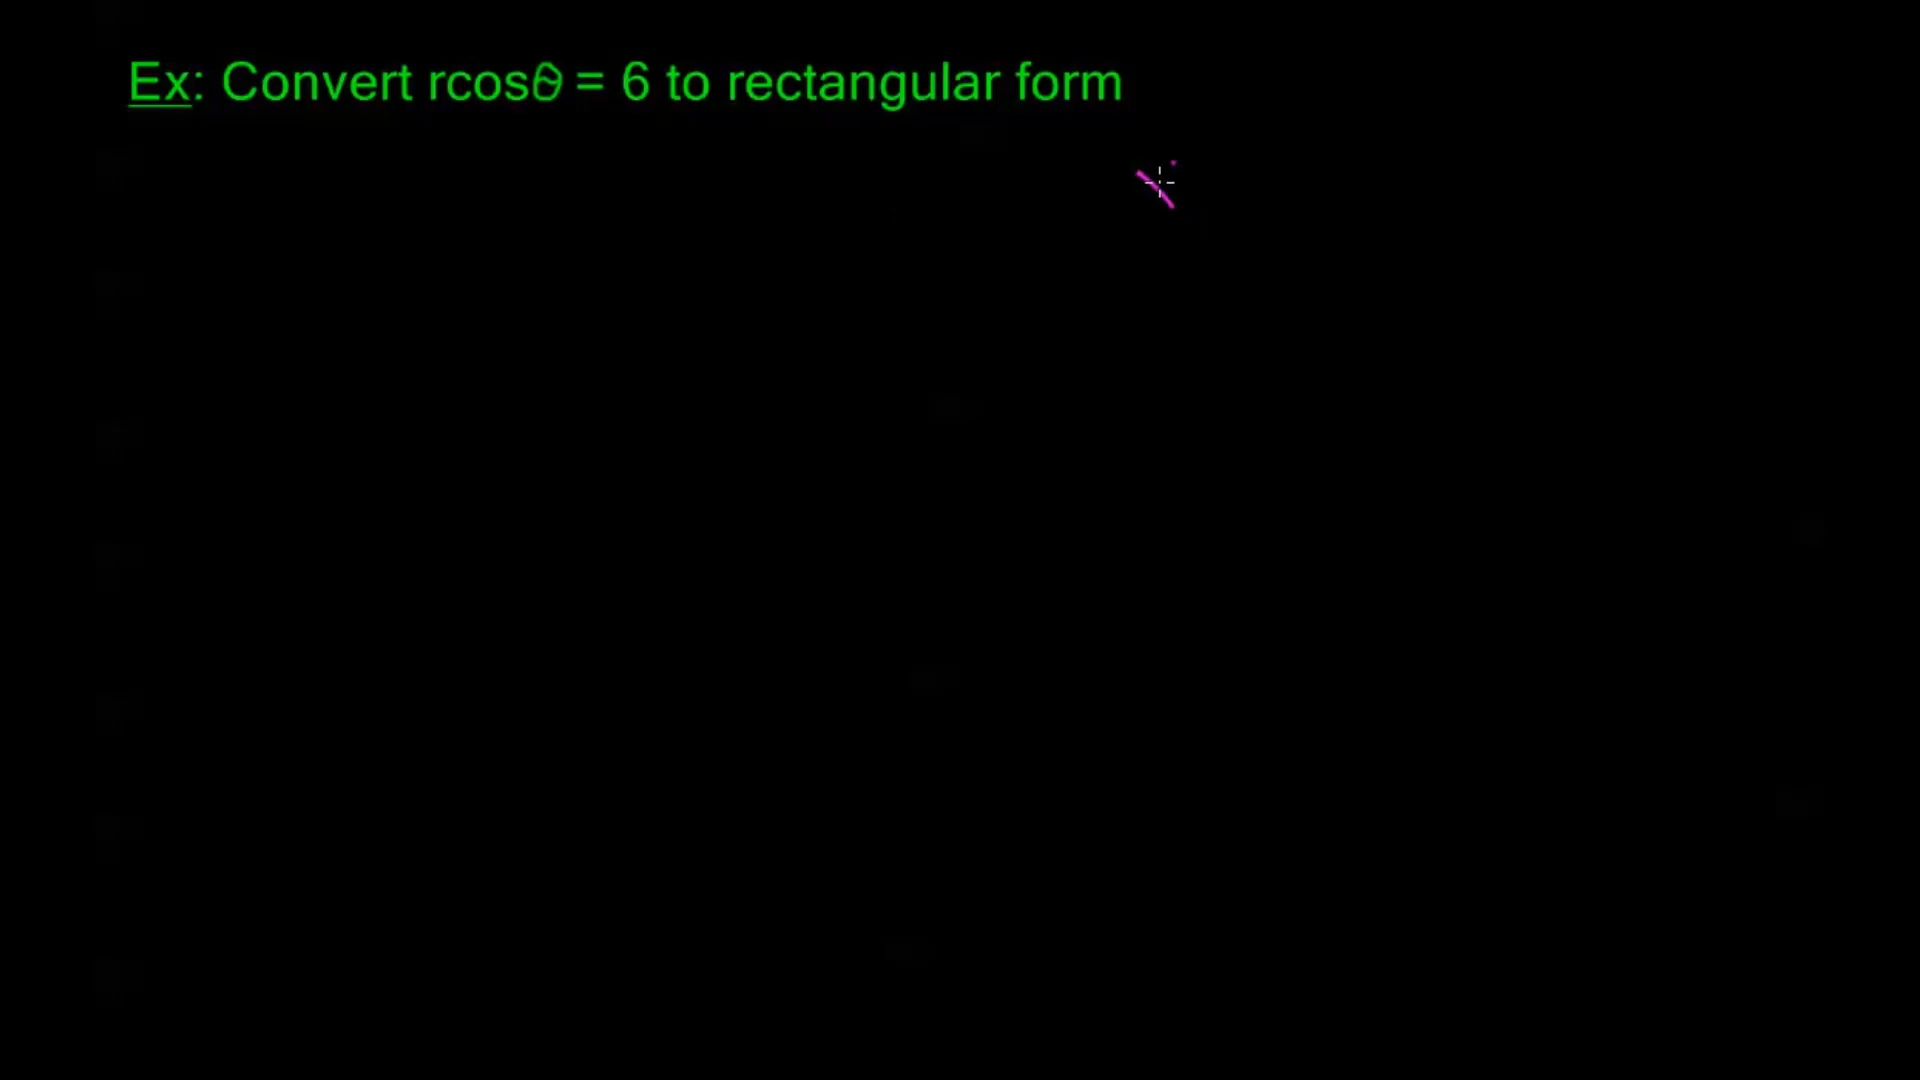 Ex: Convert rcosθ = 6 to rectangular form